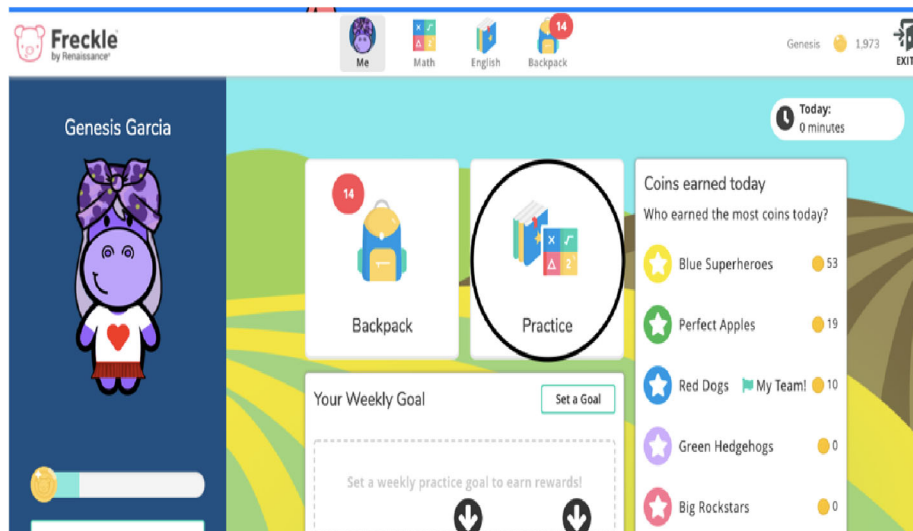 Freckle
by Renaissance®
Me
Math
English
14
Backpack
Genesis
1,973
EXIT
Genesis Garcia
Today:
0 minutes
14
Backpack
Practice
Coins earned today
Who earned the most coins today?
Blue Superheroes 53
Perfect Apples 19
Red Dogs My Team! 10
Green Hedgehogs 0
Big Rockstars 0
Your Weekly Goal
Set a Goal
Set a weekly practice goal to earn rewards!